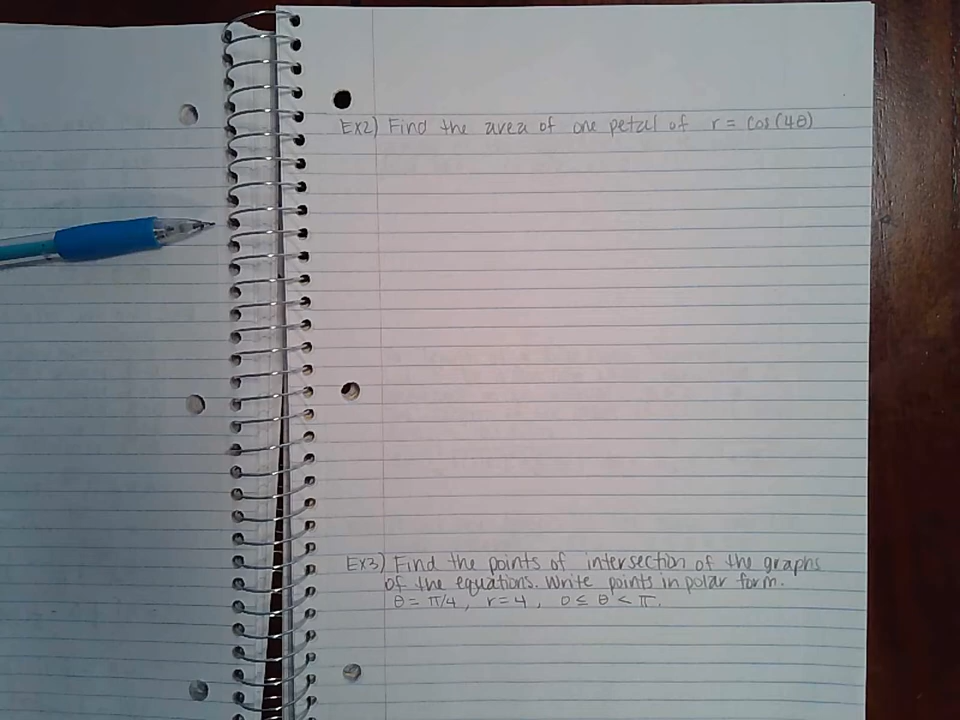 Ex2) Find the area of one petal of r = cos(4θ)
Ex3) Find the points of intersection of the graphs
of the equations. Write points in polar form.
θ = π/4, r = 4, 0 ≤ θ < π.